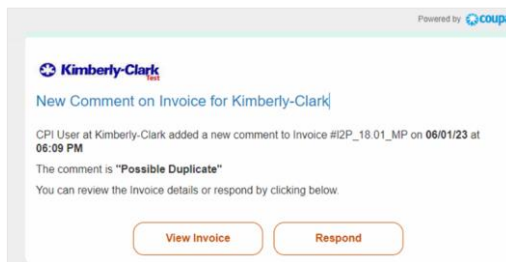 Powered by coupa
Kimberly-Clark
Test
New Comment on Invoice for Kimberly-Clark
CPI User at Kimberly-Clark added a new comment to Invoice #I2P_18.01_MP on 06/01/23 at
06:09 PM
The comment is "Possible Duplicate"
You can review the Invoice details or respond by clicking below.
View Invoice
Respond